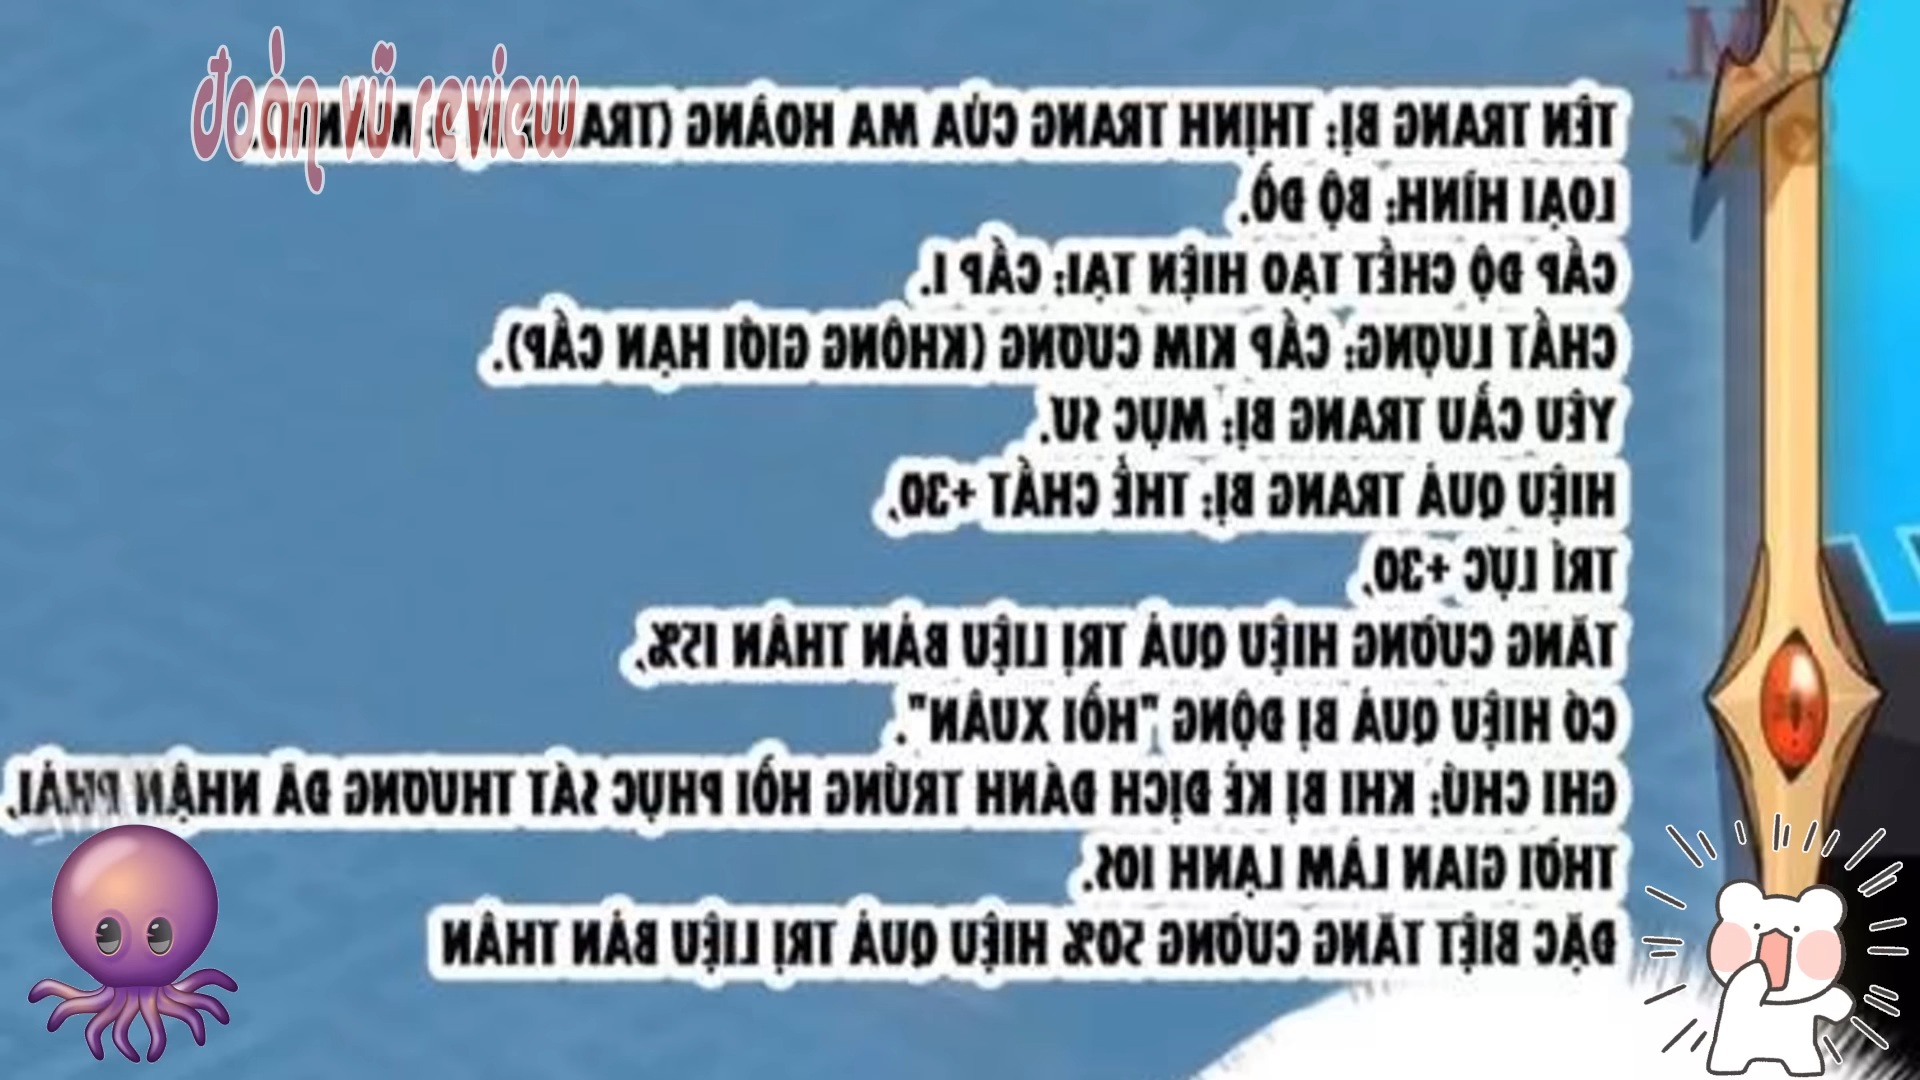 đoản vũ review
TÊN TRANG BỊ: THỊNH TRANG CỦA MA HOÀNG
LOẠI HÌNH: BỘ ĐỒ.
CẤP ĐỘ CHẾ TẠO HIỆN TẠI: CẤP 1.
CHẤT LƯỢNG: CẤP KIM CƯƠNG (KHÔNG GIỚI HẠN CẤP).
YÊU CẦU TRANG BỊ: MỤC SƯ.
HIỆU QUẢ TRANG BỊ: THỂ CHẤT +30,
TRÍ LỰC +30,
TĂNG CƯỜNG HIỆU QUẢ TRỊ LIỆU BẢN THÂN 15%,
CÓ HIỆU QUẢ BỊ ĐỘNG "HỒI XUÂN".
GHI CHÚ: KHI BỊ KẺ ĐỊCH ĐÁNH TRÚNG HỒI PHỤC SÁT THƯƠNG ĐÃ NHẬN PHẢI,
THỜI GIAN LÀM LẠNH 10S.
ĐẶC BIỆT TĂNG CƯỜNG 50% HIỆU QUẢ TRỊ LIỆU BẢN THÂN